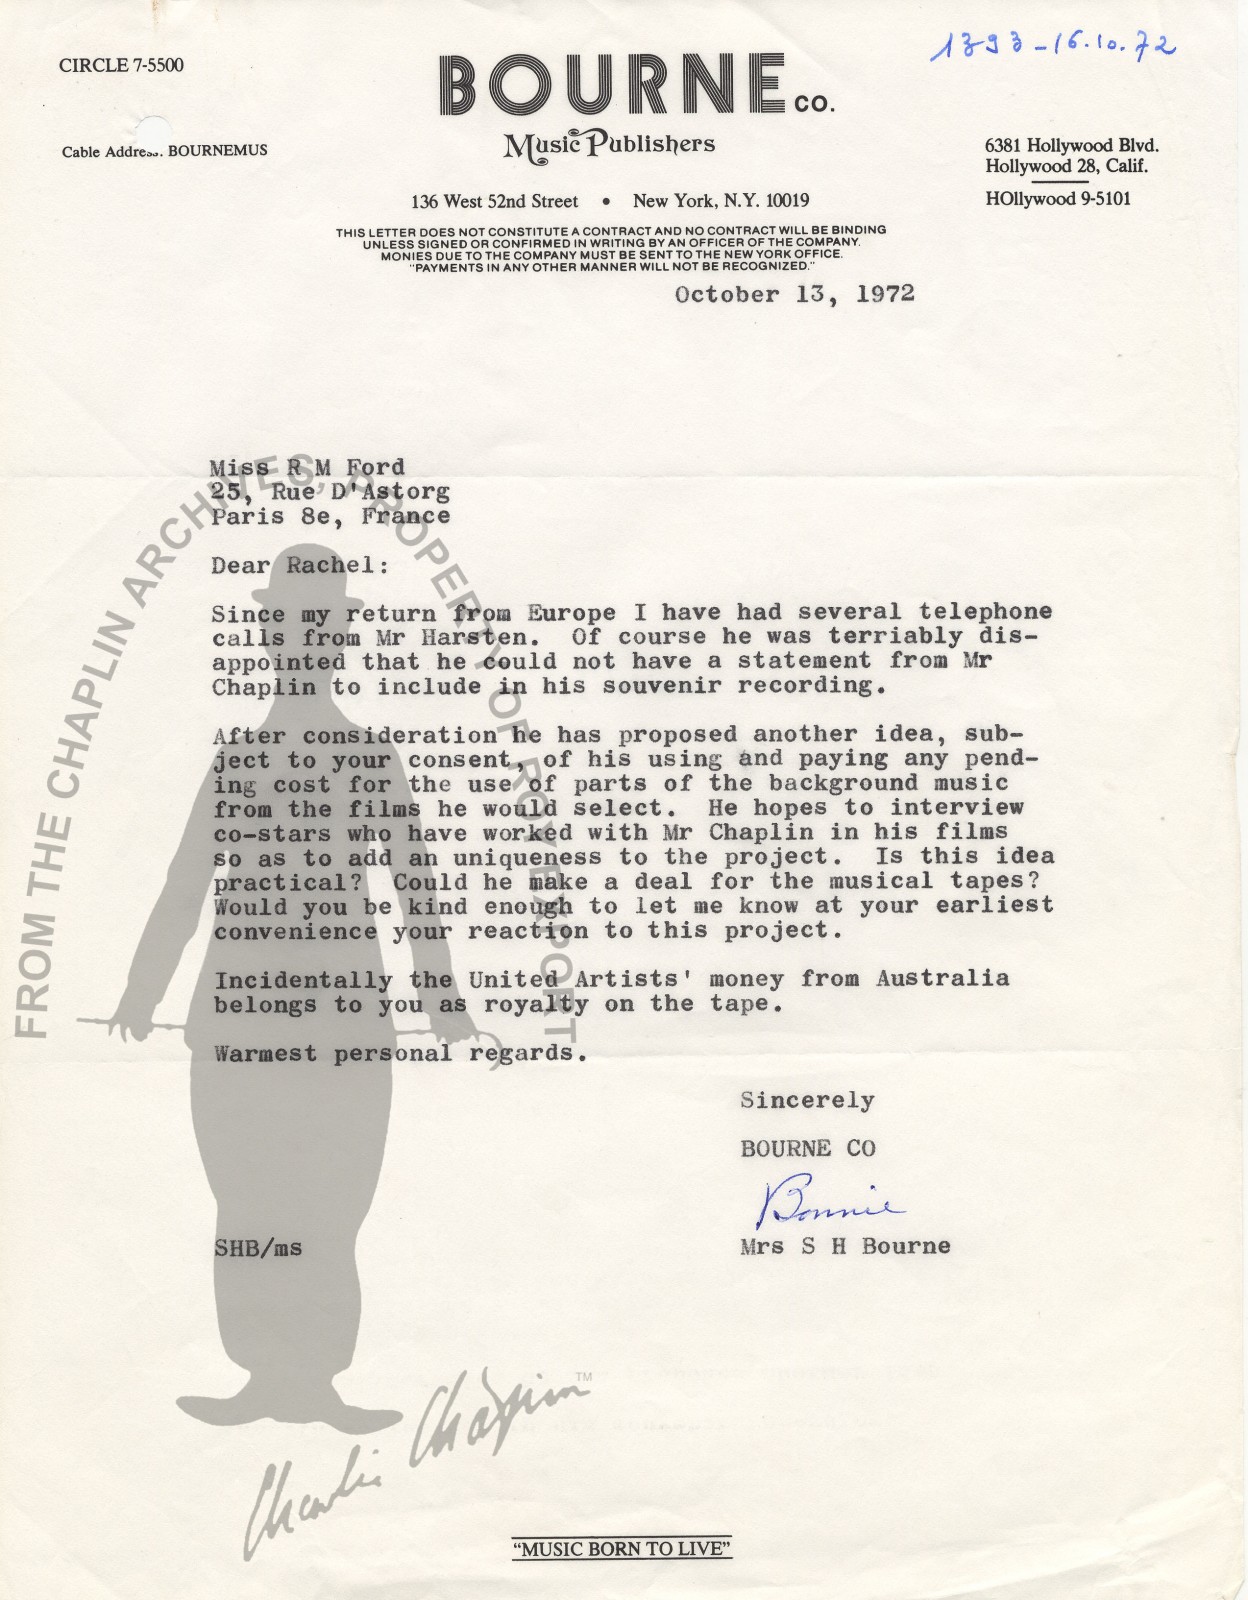 1393-16.10.72
CIRCLE 7-5500
BOURNE CO.
Music Publishers
Cable Address. BOURNEMUS
6381 Hollywood Blvd.
Hollywood 28, Calif.
HOllywood 9-5101
136 West 52nd Street • New York, N.Y. 10019
THIS LETTER DOES NOT CONSTITUTE A CONTRACT AND NO CONTRACT WILL BE BINDING
UNLESS SIGNED OR CONFIRMED IN WRITING BY AN OFFICER OF THE COMPANY.
MONIES DUE TO THE COMPANY MUST BE SENT TO THE NEW YORK OFFICE.
"PAYMENTS IN ANY OTHER MANNER WILL NOT BE RECOGNIZED."
October 13, 1972
Miss R M Ford
25, Rue D'Astorg
Paris 8e, France
Dear Rachel:
Since my return from Europe I have had several telephone
calls from Mr Harsten. Of course he was terriably dis-
appointed that he could not have a statement from Mr
Chaplin to include in his souvenir recording.
After consideration he has proposed another idea, sub-
ject to your consent, of his using and paying any pend-
ing cost for the use of parts of the background music
from the films he would select. He hopes to interview
co-stars who have worked with Mr Chaplin in his films
so as to add an uniqueness to the project. Is this idea
practical? Could he make a deal for the musical tapes?
Would you be kind enough to let me know at your earliest
convenience your reaction to this project.
Incidentally the United Artists' money from Australia
belongs to you as royalty on the tape.
Warmest personal regards.
Sincerely
BOURNE CO
Bonnie
SHB/ms
Mrs S H Bourne
FROM THE CHAPLIN ARCHIVES, PROPERTY OF ROY EXPORT
Charlie Chaplin TM
"MUSIC BORN TO LIVE"